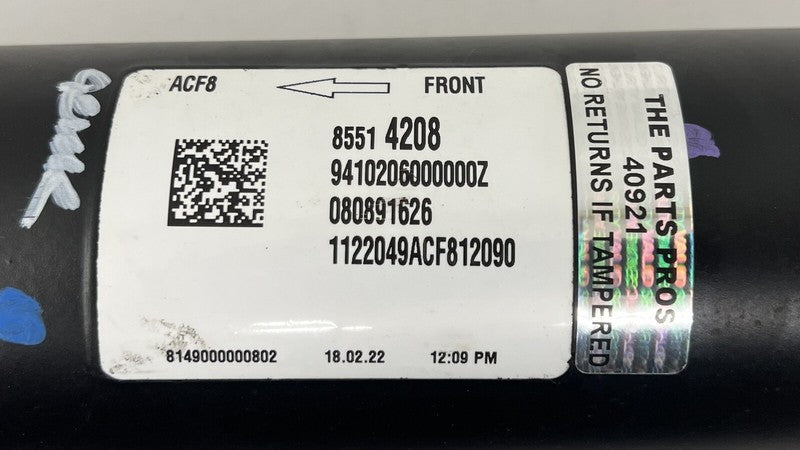 ACF8
FRONT
8551 4208
9410206000000Z
080891626
1122049ACF812090
8149000000802 18.02.22 12:09 PM
THE PARTS PROS
40921
NO RETURNS IF TAMPERED